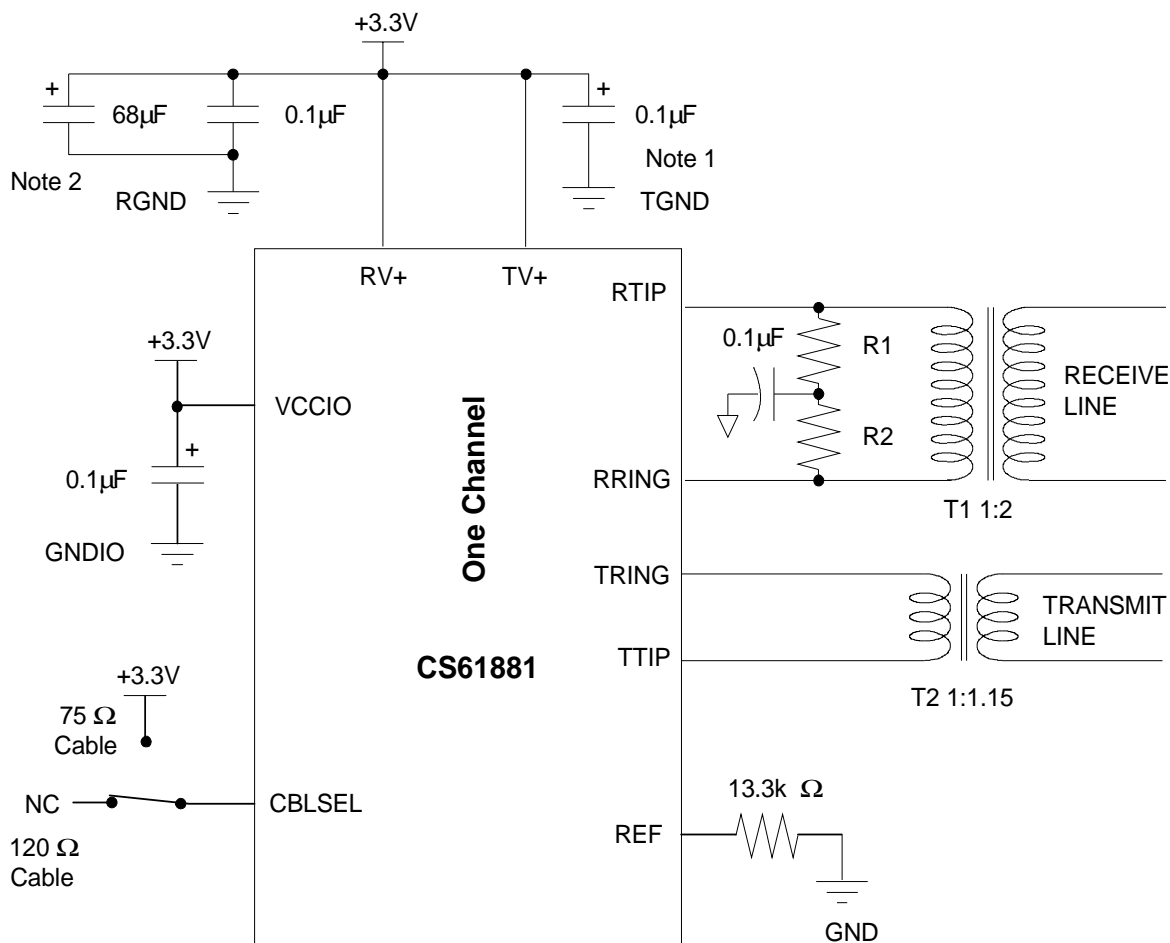 +3.3V
+
68µF
0.1µF
+
0.1µF
Note 2
RGND
Note 1
TGND
RV+
TV+
RTIP
+3.3V
0.1µF
R1
RECEIVE
LINE
VCCIO
R2
+
0.1µF
RRING
T1 1:2
GNDIO
One Channel
TRING
TRANSMIT
LINE
TTIP
CS61881
T2 1:1.15
+3.3V
75 Ω
Cable
NC
CBLSEL
120 Ω
Cable
13.3k Ω
REF
GND